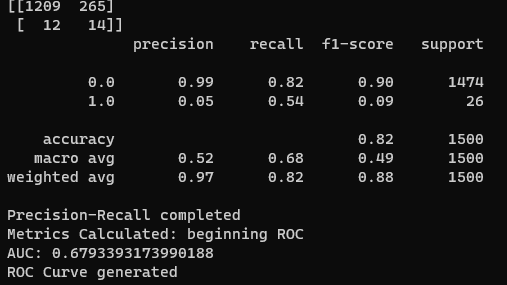 [[1209  265]
 [  12   14]]
              precision    recall  f1-score   support

         0.0       0.99      0.82      0.90      1474
         1.0       0.05      0.54      0.09        26

    accuracy                           0.82      1500
   macro avg       0.52      0.68      0.49      1500
weighted avg       0.97      0.82      0.88      1500

Precision-Recall completed
Metrics Calculated: beginning ROC
AUC: 0.6793393173990188
ROC Curve generated